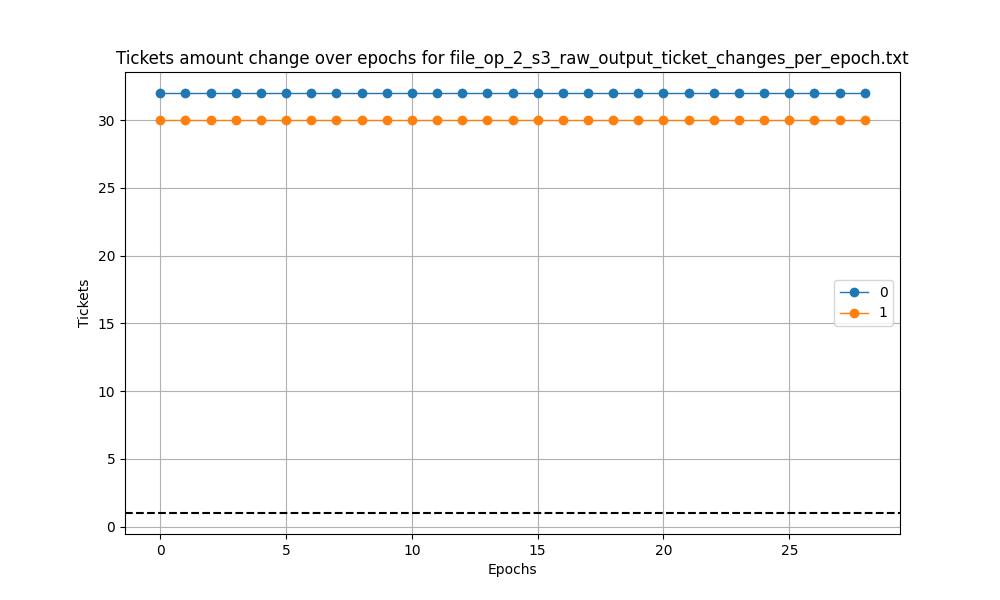 Tickets amount change over epochs for file_op_2_s3_raw_output_ticket_changes_per_epoch.txt
30
25
20
15
10
5
0
Tickets
0
1
0 5 10 15 20 25
Epochs